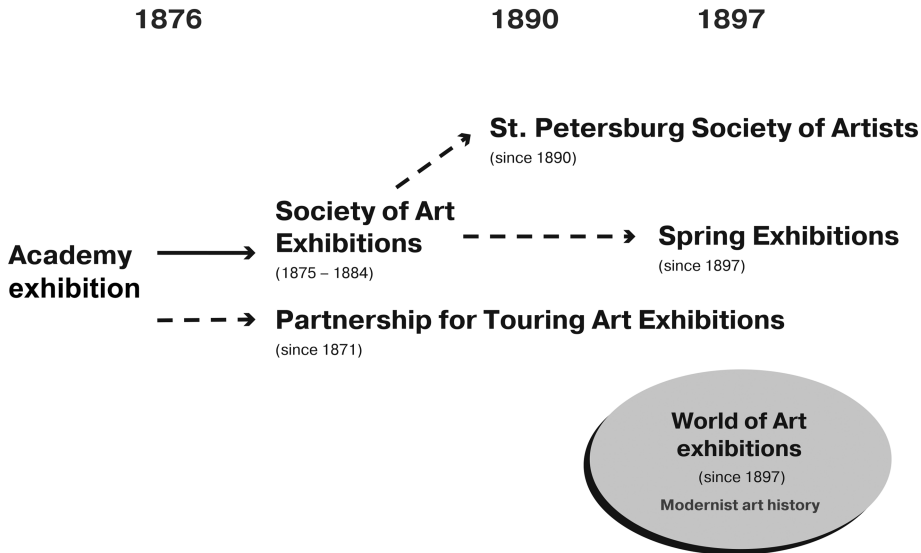 1876
1890
1897
St. Petersburg Society of Artists
(since 1890)
Society of Art
Exhibitions
(1875 – 1884)
Spring Exhibitions
(since 1897)
Academy
exhibition
Partnership for Touring Art Exhibitions
(since 1871)
World of Art
exhibitions
(since 1897)
Modernist art history